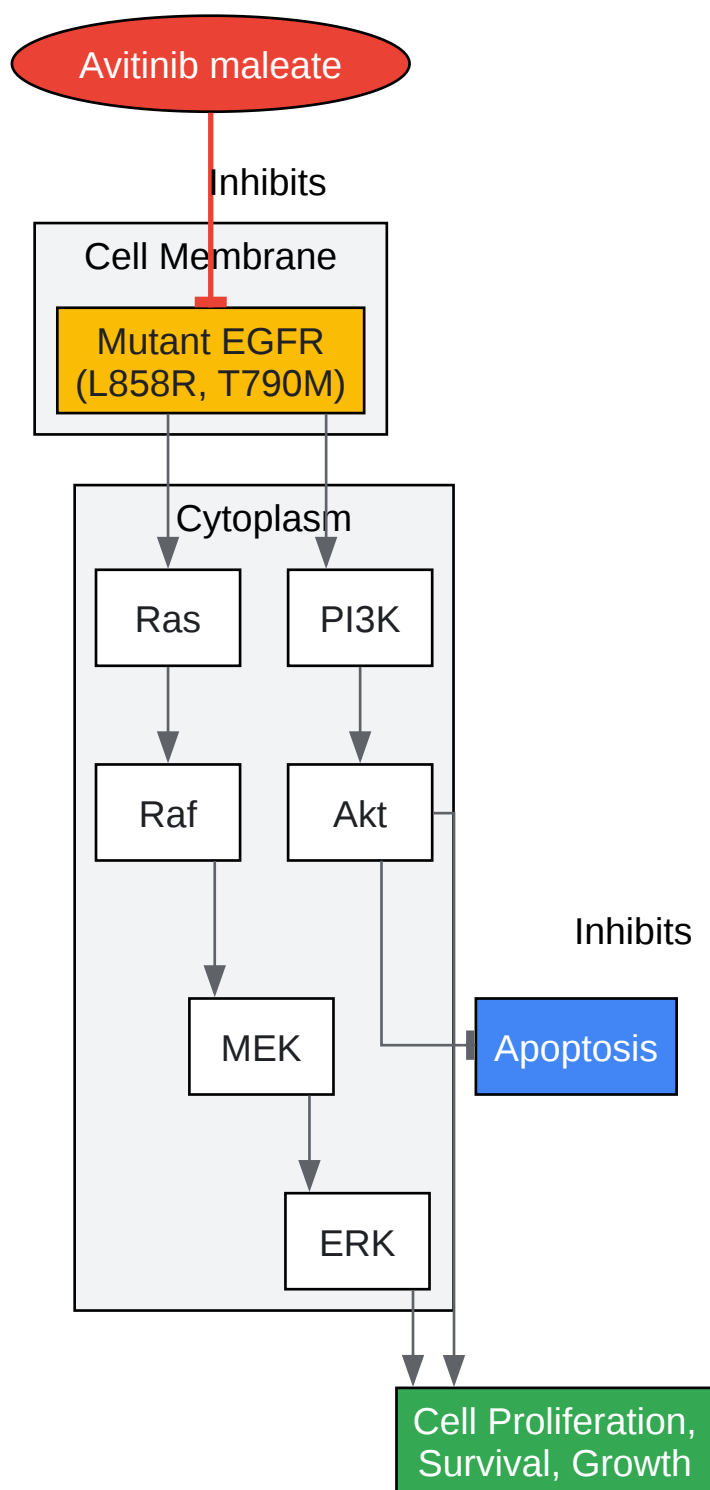 Avitinib maleate
Inhibits
Cell Membrane
Mutant EGFR
(L858R, T790M)
Cytoplasm
Ras
PI3K
Raf
Akt
Inhibits
MEK
Apoptosis
ERK
Cell Proliferation,
Survival, Growth